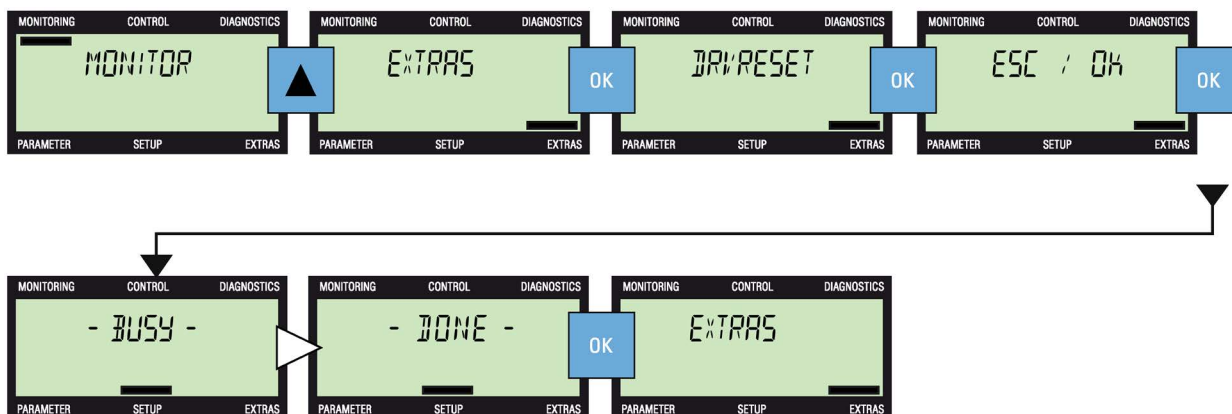 MONITORING CONTROL DIAGNOSTICS
MONITOR
PARAMETER SETUP EXTRAS
MONITORING CONTROL DIAGNOSTICS
EXTRAS
OK
PARAMETER SETUP EXTRAS
MONITORING CONTROL DIAGNOSTICS
DRVRESET
OK
PARAMETER SETUP EXTRAS
MONITORING CONTROL DIAGNOSTICS
ESC / OK
OK
PARAMETER SETUP EXTRAS
MONITORING CONTROL DIAGNOSTICS
- BUSY -
PARAMETER SETUP EXTRAS
MONITORING CONTROL DIAGNOSTICS
- DONE -
OK
PARAMETER SETUP EXTRAS
MONITORING CONTROL DIAGNOSTICS
EXTRAS
PARAMETER SETUP EXTRAS